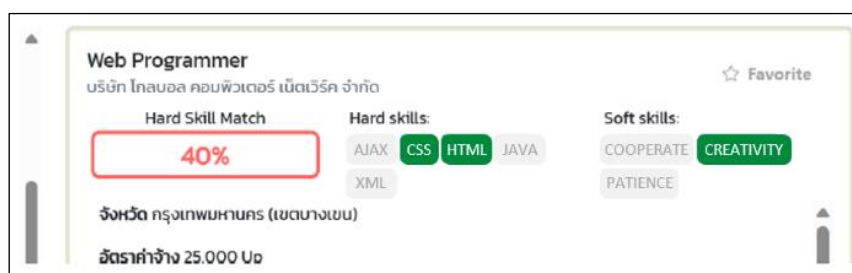 Web Programmer
☆ Favorite
บริษัท โกลบอล คอมพิวเตอร์ เน็ตเวิร์ค จำกัด
Hard Skill Match
40%
Hard skills:
AJAX CSS HTML JAVA
XML
Soft skills:
COOPERATE CREATIVITY
PATIENCE
จังหวัด กรุงเทพมหานคร (เขตบางเขน)
อัตราค่าจ้าง 25.000 Up